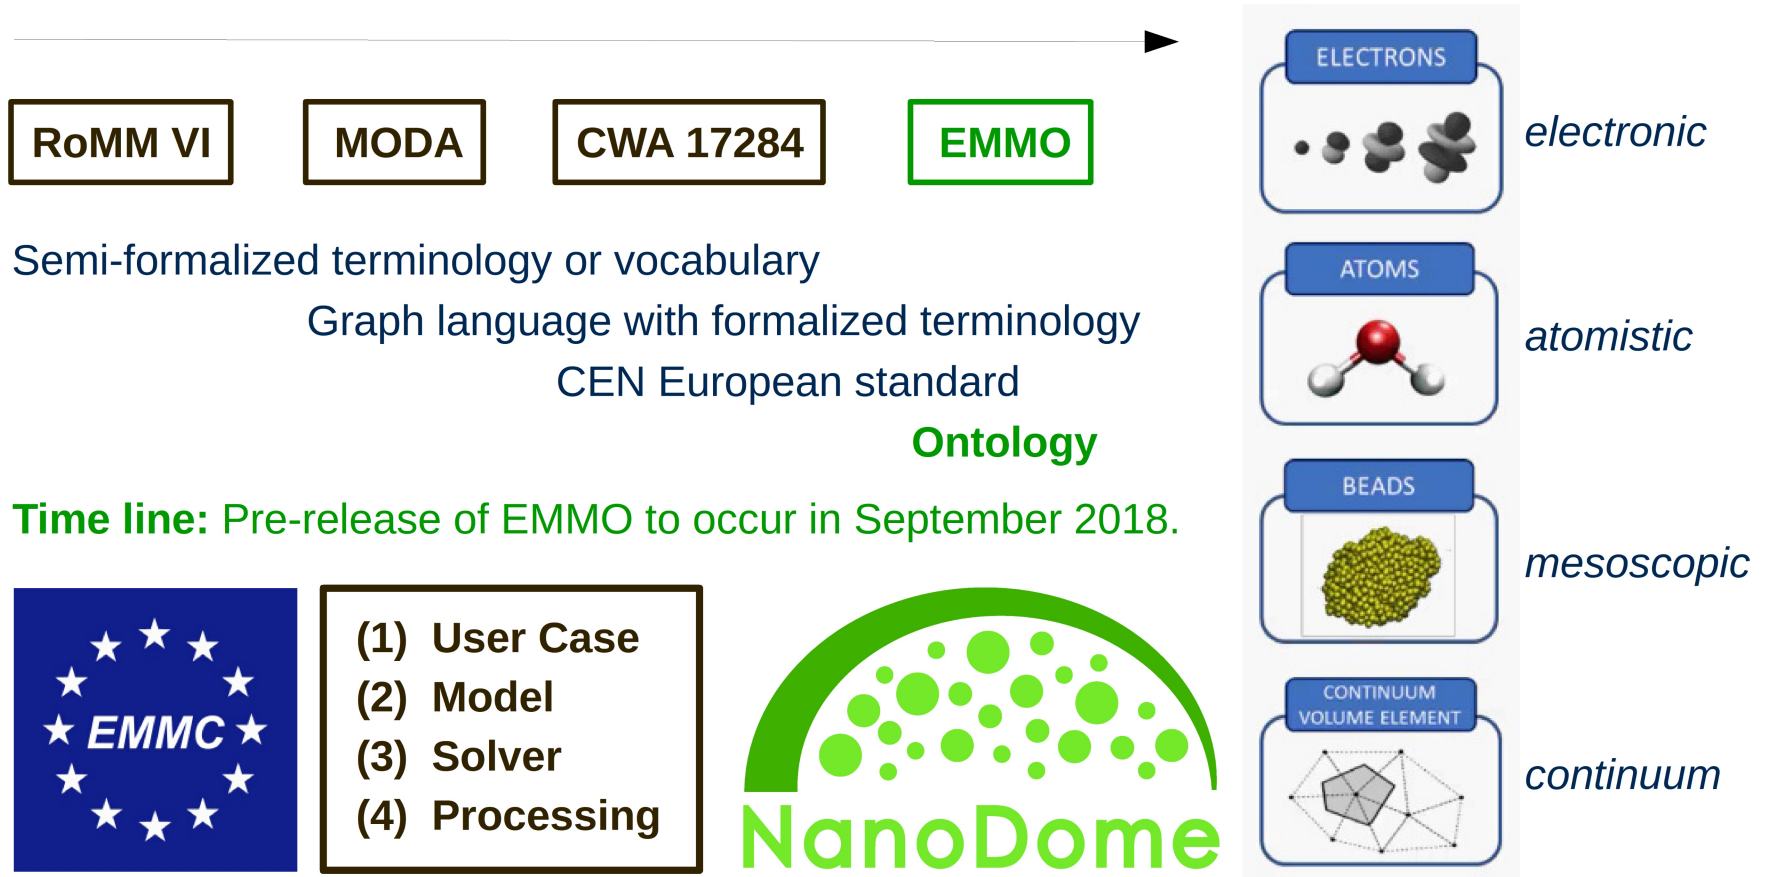 RoMM VI
MODA
CWA 17284
EMMO
Semi-formalized terminology or vocabulary
Graph language with formalized terminology
CEN European standard
Ontology
Time line: Pre-release of EMMO to occur in September 2018.
EMMC
(1) User Case
(2) Model
(3) Solver
(4) Processing
NanoDome
ELECTRONS
electronic
ATOMS
atomistic
BEADS
mesoscopic
CONTINUUM
VOLUME ELEMENT
continuum